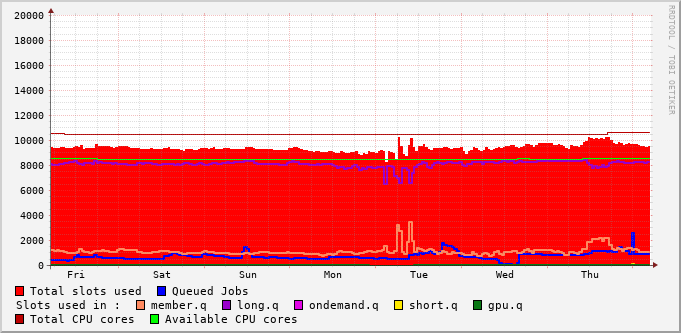 20000
18000
16000
14000
12000
10000
8000
6000
4000
2000
0
Fri Sat Sun Mon Tue Wed Thu
Total slots used Queued Jobs
Slots used in : member.q long.q ondemand.q short.q gpu.q
Total CPU cores Available CPU cores
RRDTOOL / TOBI OETIKER